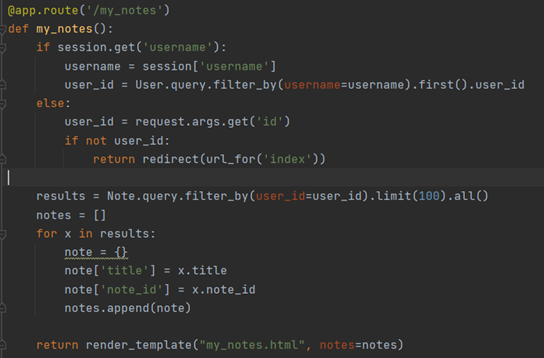 @app.route('/my_notes')
def my_notes():
    if session.get('username'):
        username = session['username']
        user_id = User.query.filter_by(username=username).first().user_id
    else:
        user_id = request.args.get('id')
        if not user_id:
            return redirect(url_for('index'))
    results = Note.query.filter_by(user_id=user_id).limit(100).all()
    notes = []
    for x in results:
        note = {}
        note['title'] = x.title
        note['note_id'] = x.note_id
        notes.append(note)
    return render_template("my_notes.html", notes=notes)